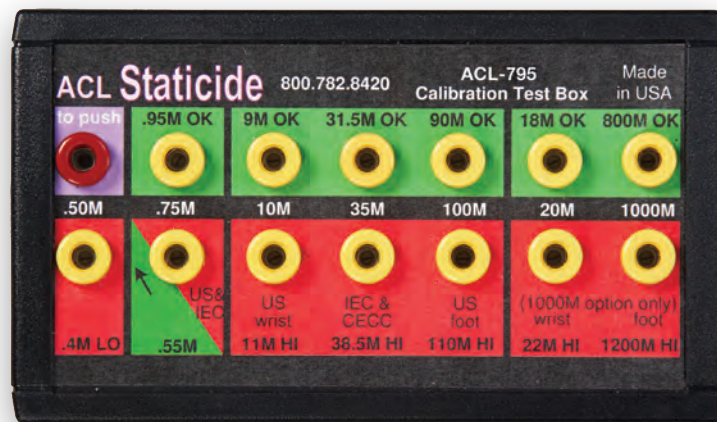 ACL Staticide 800.782.8420 ACL-795 Made
Calibration Test Box in USA
to push .95M OK 9M OK 31.5M OK 90M OK 18M OK 800M OK
.50M .75M 10M 35M 100M 20M 1000M
US& US IEC & US (1000M option only)
IEC wrist CECC foot wrist foot
.4M LO .55M 11M HI 38.5M HI 110M HI 22M HI 1200M HI